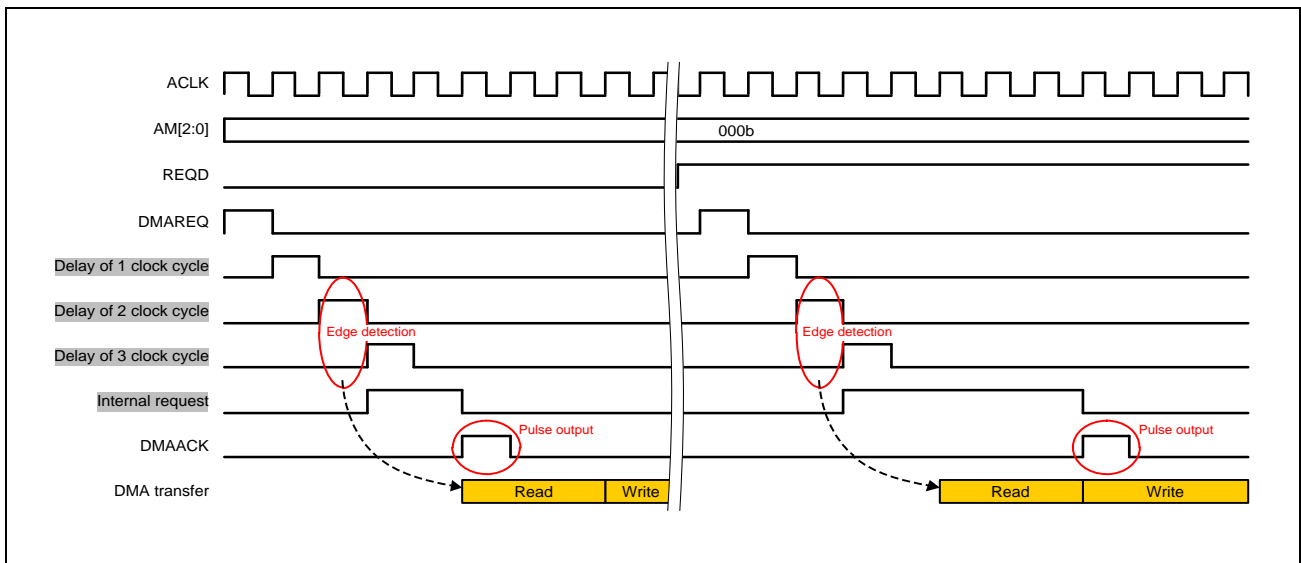 ACLK
AM[2:0]
000b
REQD
DMAREQ
Delay of 1 clock cycle
Delay of 2 clock cycle
Edge detection
Edge detection
Delay of 3 clock cycle
Internal request
Pulse output
Pulse output
DMAACK
DMA transfer
Read
Write
Read
Write